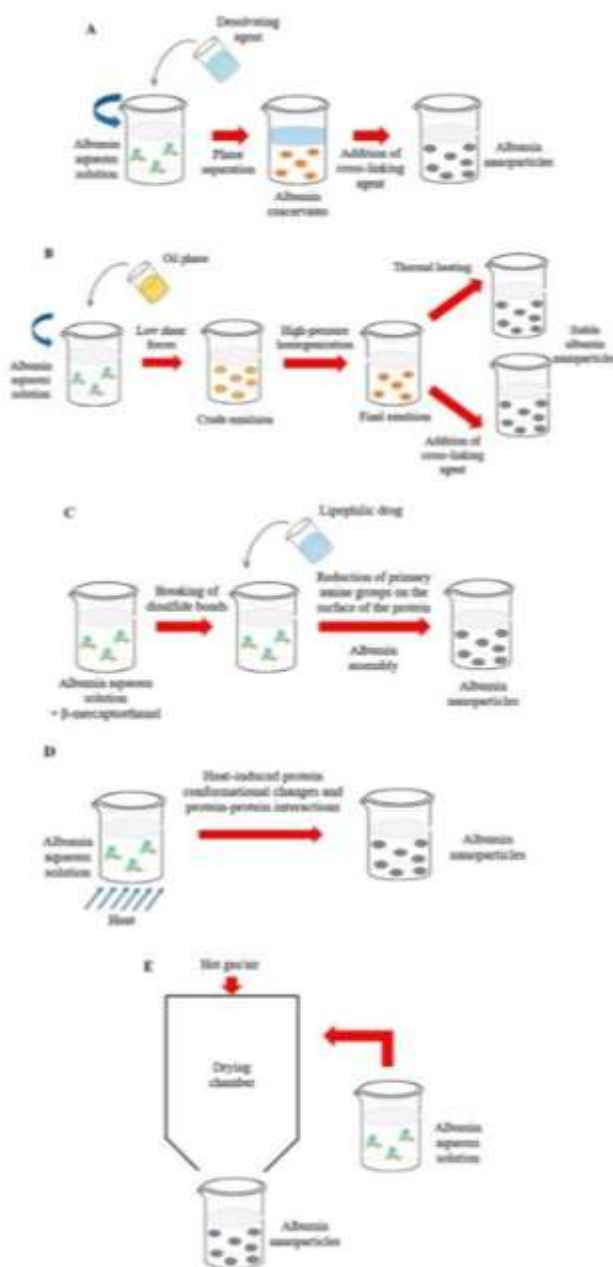 A
Desolvating
agent
Albumin
aqueous
solution
Phase
separation
Albumin
coacervates
Addition of
cross-linking
agent
Albumin
nanoparticles
B
Oil phase
Albumin
aqueous
solution
Low shear
forces
Crude emulsion
High-pressure
homogenization
Final emulsion
Thermal heating
Addition of
cross-linking
agent
Stable
albumin
nanoparticles
C
Lipophilic drug
Albumin aqueous
solution
+ β-mercaptoethanol
Breaking of
disulfide bonds
Reduction of primary
amine groups on the
surface of the protein
Albumin
assembly
Albumin
nanoparticles
D
Albumin
aqueous
solution
Heat
Heat-induced protein
conformational changes and
protein-protein interactions
Albumin
nanoparticles
E
Hot gas/air
Drying
chamber
Albumin
aqueous
solution
Albumin
nanoparticles